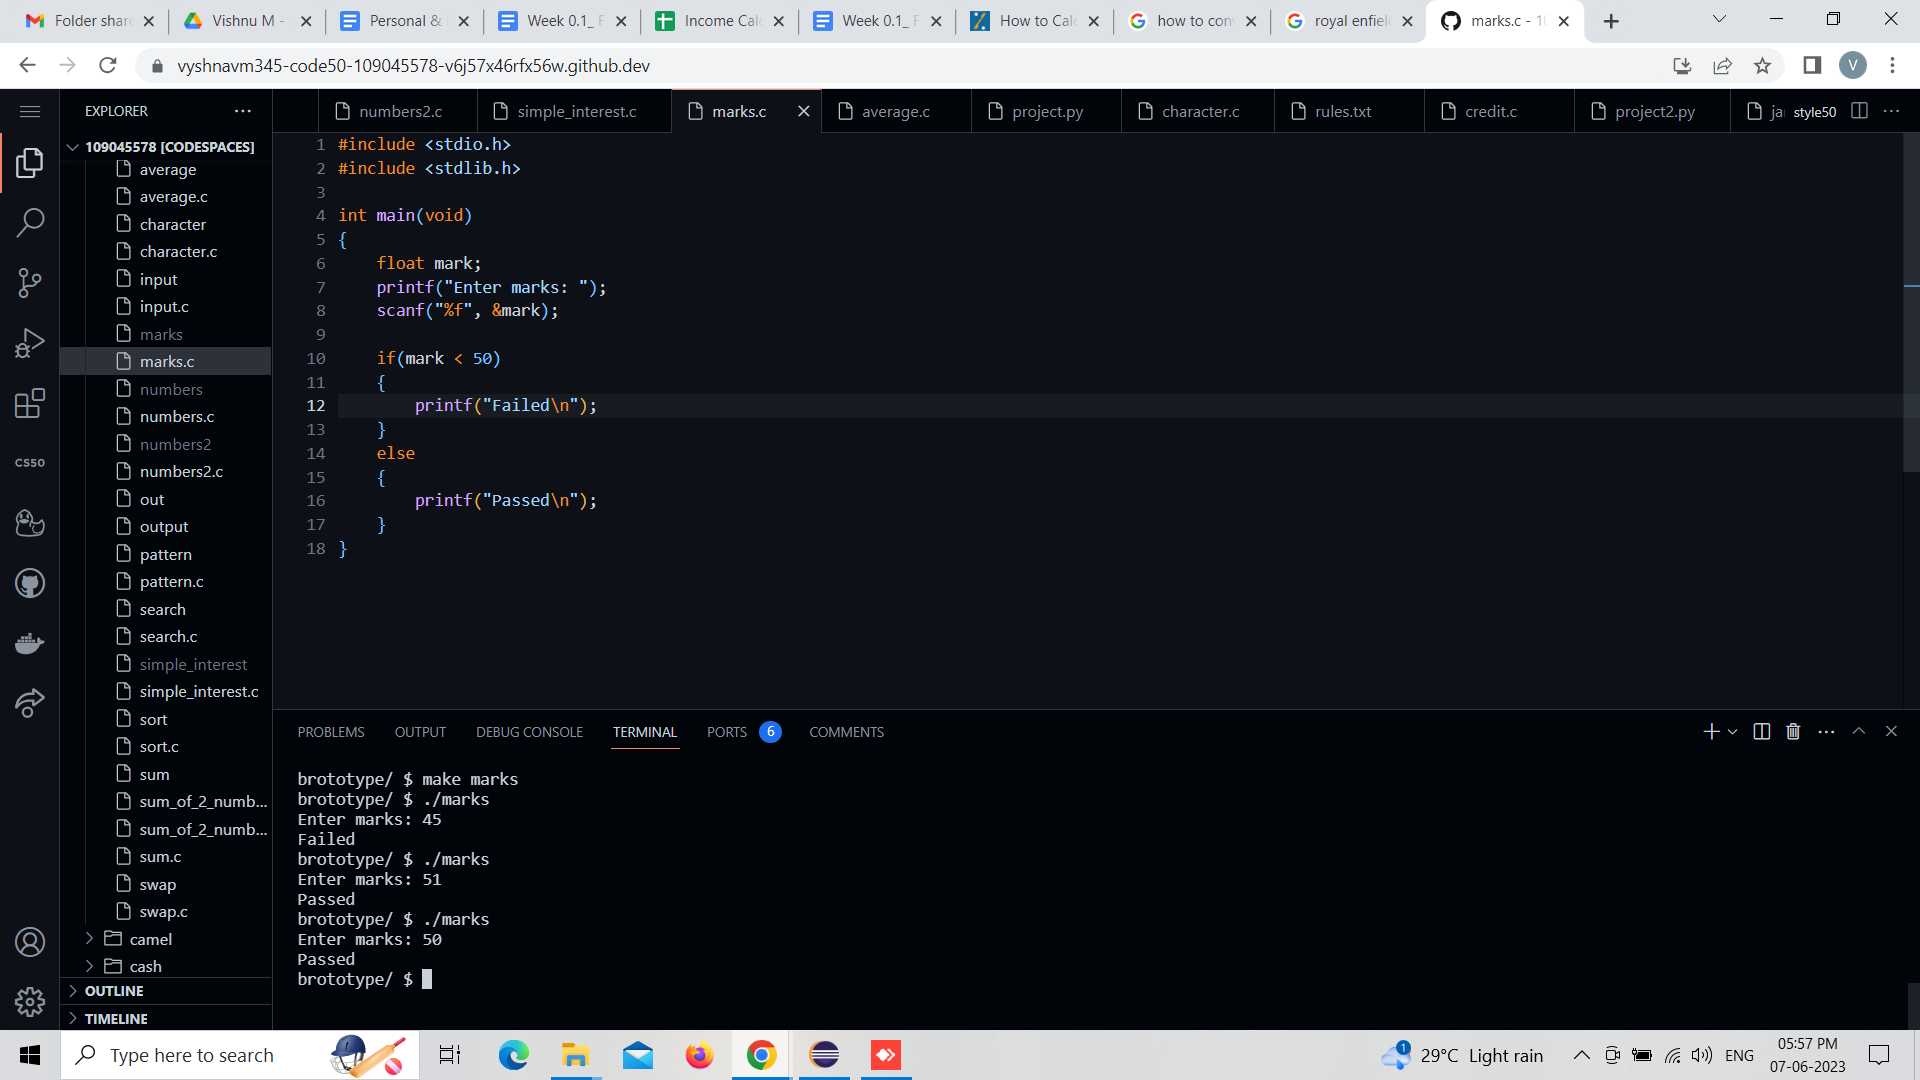 Folder share
Vishnu M -
Personal &
Week 0.1_ F
Income Calc
Week 0.1_ F
How to Calc
how to con
royal enfiel
marks.c - 10
vyshnavm345-code50-109045578-v6j57x46rfx56w.github.dev
V
EXPLORER
numbers2.c
simple_interest.c
marks.c
average.c
project.py
character.c
rules.txt
credit.c
project2.py
ja
style50
109045578 [CODESPACES]
average
average.c
character
character.c
input
input.c
marks
marks.c
numbers
numbers.c
numbers2
numbers2.c
out
output
pattern
pattern.c
search
search.c
simple_interest
simple_interest.c
sort
sort.c
sum
sum_of_2_numb...
sum_of_2_numb...
sum.c
swap
swap.c
camel
cash
OUTLINE
TIMELINE
CS50
1 #include <stdio.h>
2 #include <stdlib.h>
3
4 int main(void)
5 {
6 float mark;
7 printf("Enter marks: ");
8 scanf("%f", &mark);
9
10 if(mark < 50)
11 {
12 printf("Failed\n");
13 }
14 else
15 {
16 printf("Passed\n");
17 }
18 }
PROBLEMS OUTPUT DEBUG CONSOLE TERMINAL PORTS 6 COMMENTS
brototype/ $ make marks
brototype/ $ ./marks
Enter marks: 45
Failed
brototype/ $ ./marks
Enter marks: 51
Passed
brototype/ $ ./marks
Enter marks: 50
Passed
brototype/ $
Type here to search
1
29°C Light rain
ENG
05:57 PM
07-06-2023